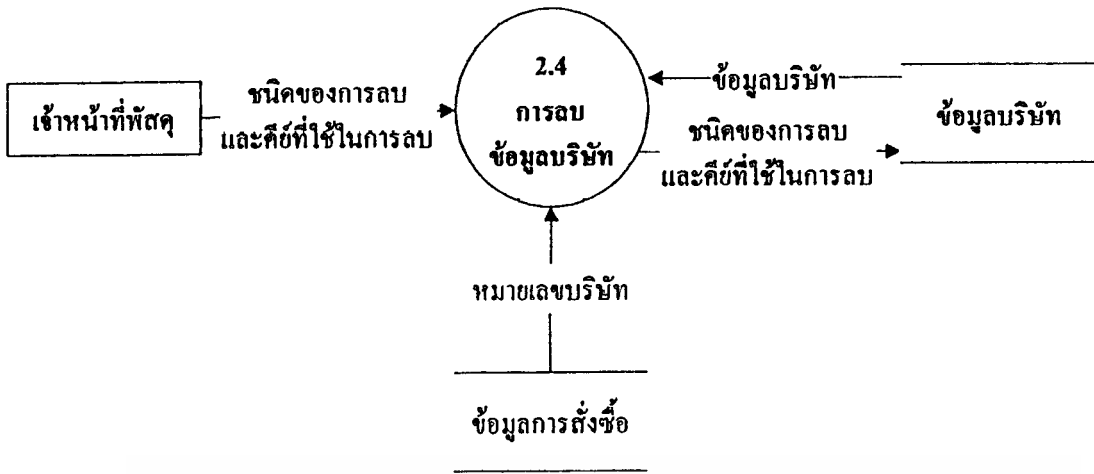 เจ้าหน้าที่พัสดุ
ชนิดของการลบ
และคีย์ที่ใช้ในการลบ
2.4
การลบ
ข้อมูลบริษัท
ข้อมูลบริษัท
ชนิดของการลบ
และคีย์ที่ใช้ในการลบ
ข้อมูลบริษัท
หมายเลขบริษัท
ข้อมูลการสั่งซื้อ